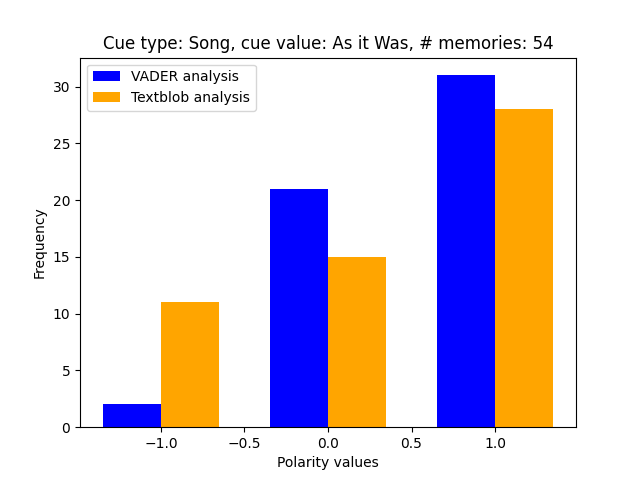 Cue type: Song, cue value: As it Was, # memories: 54
VADER analysis
Textblob analysis
30
25
20
15
10
5
0
Frequency
−1.0 −0.5 0.0 0.5 1.0
Polarity values